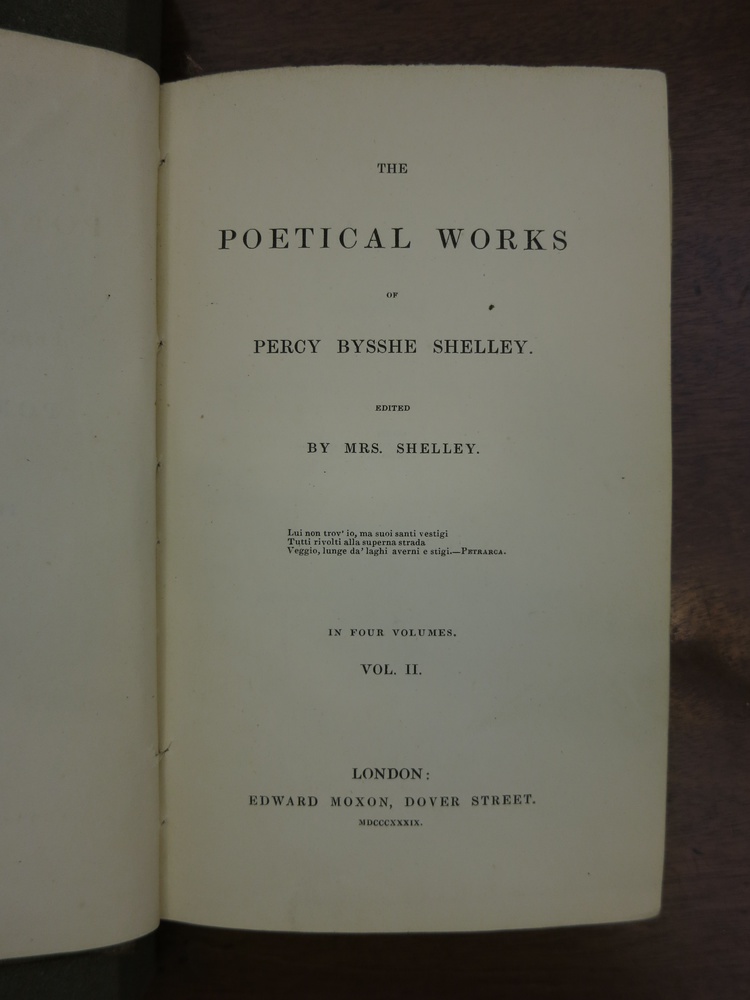 THE
POETICAL WORKS
OF
PERCY BYSSHE SHELLEY.
EDITED
BY MRS. SHELLEY.
Lui non trov' io, ma suoi santi vestigi
Tutti rivolti alla superna strada
Veggio, lunge da' laghi averni e stigi.—PETRARCA.
IN FOUR VOLUMES.
VOL. II.
LONDON:
EDWARD MOXON, DOVER STREET.
MDCCCXXXIX.